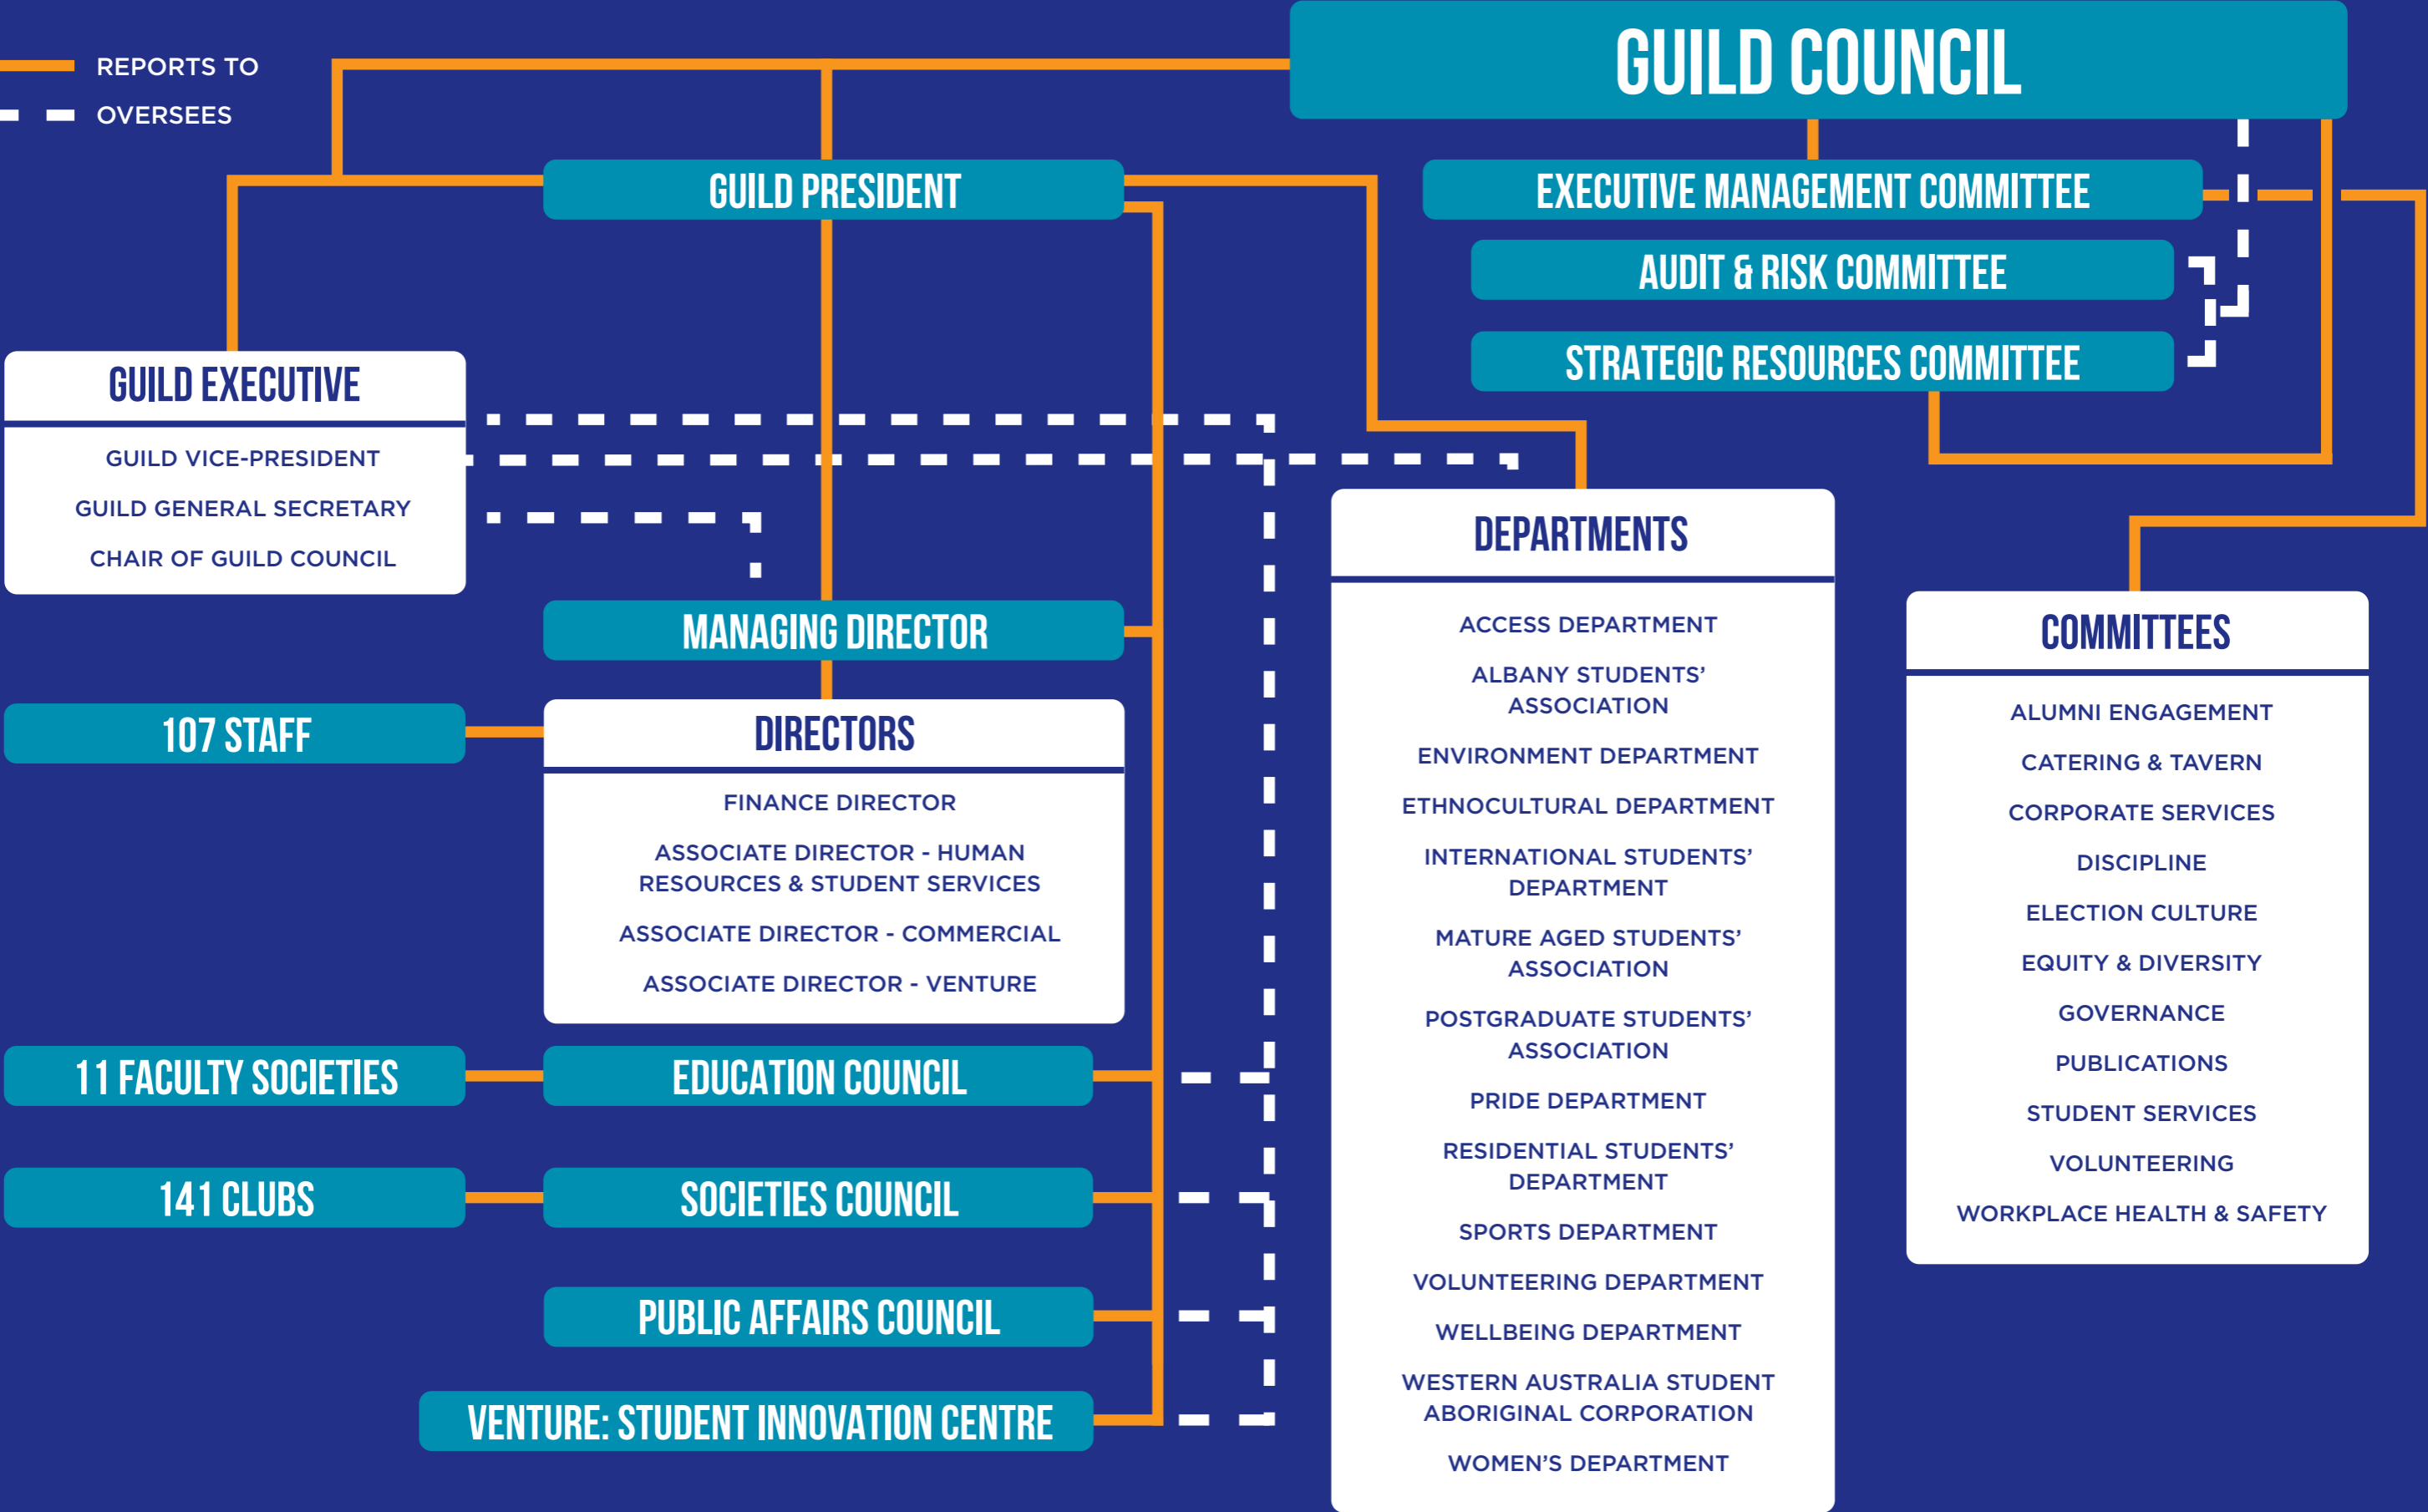 REPORTS TO
OVERSEES
GUILD COUNCIL
GUILD PRESIDENT
EXECUTIVE MANAGEMENT COMMITTEE
AUDIT & RISK COMMITTEE
STRATEGIC RESOURCES COMMITTEE
GUILD EXECUTIVE
GUILD VICE-PRESIDENT
GUILD GENERAL SECRETARY
CHAIR OF GUILD COUNCIL
MANAGING DIRECTOR
107 STAFF
DIRECTORS
FINANCE DIRECTOR
ASSOCIATE DIRECTOR - HUMAN
RESOURCES & STUDENT SERVICES
ASSOCIATE DIRECTOR - COMMERCIAL
ASSOCIATE DIRECTOR - VENTURE
11 FACULTY SOCIETIES
EDUCATION COUNCIL
141 CLUBS
SOCIETIES COUNCIL
PUBLIC AFFAIRS COUNCIL
VENTURE: STUDENT INNOVATION CENTRE
DEPARTMENTS
ACCESS DEPARTMENT
ALBANY STUDENTS’
ASSOCIATION
ENVIRONMENT DEPARTMENT
ETHNOCULTURAL DEPARTMENT
INTERNATIONAL STUDENTS’
DEPARTMENT
MATURE AGED STUDENTS’
ASSOCIATION
POSTGRADUATE STUDENTS’
ASSOCIATION
PRIDE DEPARTMENT
RESIDENTIAL STUDENTS’
DEPARTMENT
SPORTS DEPARTMENT
VOLUNTEERING DEPARTMENT
WELLBEING DEPARTMENT
WESTERN AUSTRALIA STUDENT
ABORIGINAL CORPORATION
WOMEN’S DEPARTMENT
COMMITTEES
ALUMNI ENGAGEMENT
CATERING & TAVERN
CORPORATE SERVICES
DISCIPLINE
ELECTION CULTURE
EQUITY & DIVERSITY
GOVERNANCE
PUBLICATIONS
STUDENT SERVICES
VOLUNTEERING
WORKPLACE HEALTH & SAFETY